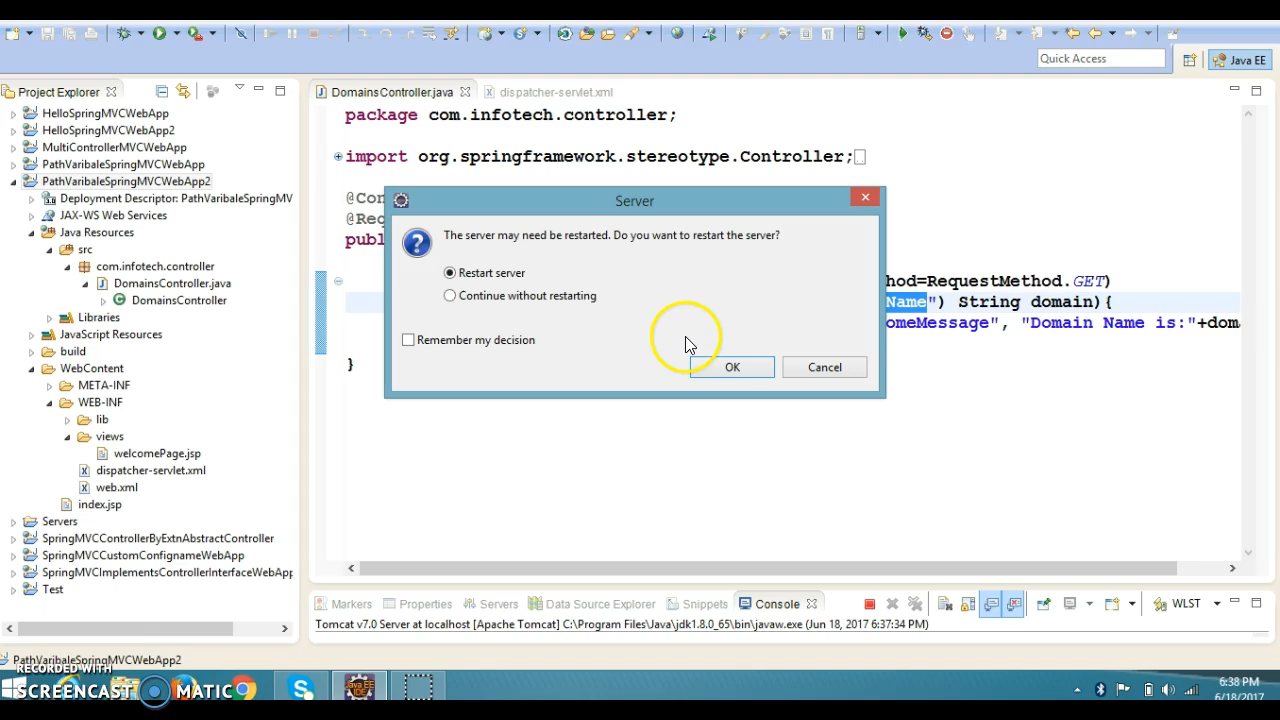 Quick Access
Java EE
Project Explorer
HelloSpringMVCWebApp
HelloSpringMVCWebApp2
MultiControllerMVCWebApp
PathVaribaleSpringMVCWebApp
PathVaribaleSpringMVCWebApp2
Deployment Descriptor: PathVaribaleSpringMV
JAX-WS Web Services
Java Resources
src
com.infotech.controller
DomainsController.java
DomainsController
Libraries
JavaScript Resources
build
WebContent
META-INF
WEB-INF
lib
views
welcomePage.jsp
dispatcher-servlet.xml
web.xml
index.jsp
Servers
SpringMVCControllerByExtnAbstractController
SpringMVCCustomConfignameWebApp
SpringMVCImplementsControllerInterfaceWebApp
Test
DomainsController.java
dispatcher-servlet.xml
package com.infotech.controller;
import org.springframework.stereotype.Controller;
@Con
@Req
publ
hod=RequestMethod.GET)
Name") String domain){
omeMessage", "Domain Name is:"+doma
}
Server
The server may need be restarted. Do you want to restart the server?
Restart server
Continue without restarting
Remember my decision
OK
Cancel
Markers
Properties
Servers
Data Source Explorer
Snippets
Console
WLST
Tomcat v7.0 Server at localhost [Apache Tomcat] C:\Program Files\Java\jdk1.8.0_65\bin\javaw.exe (Jun 18, 2017 6:37:34 PM)
PathVaribaleSpringMVCWebApp2
RECORDED WITH
SCREENCAST MATIC
Java EE
IDE
6:38 PM
6/18/2017